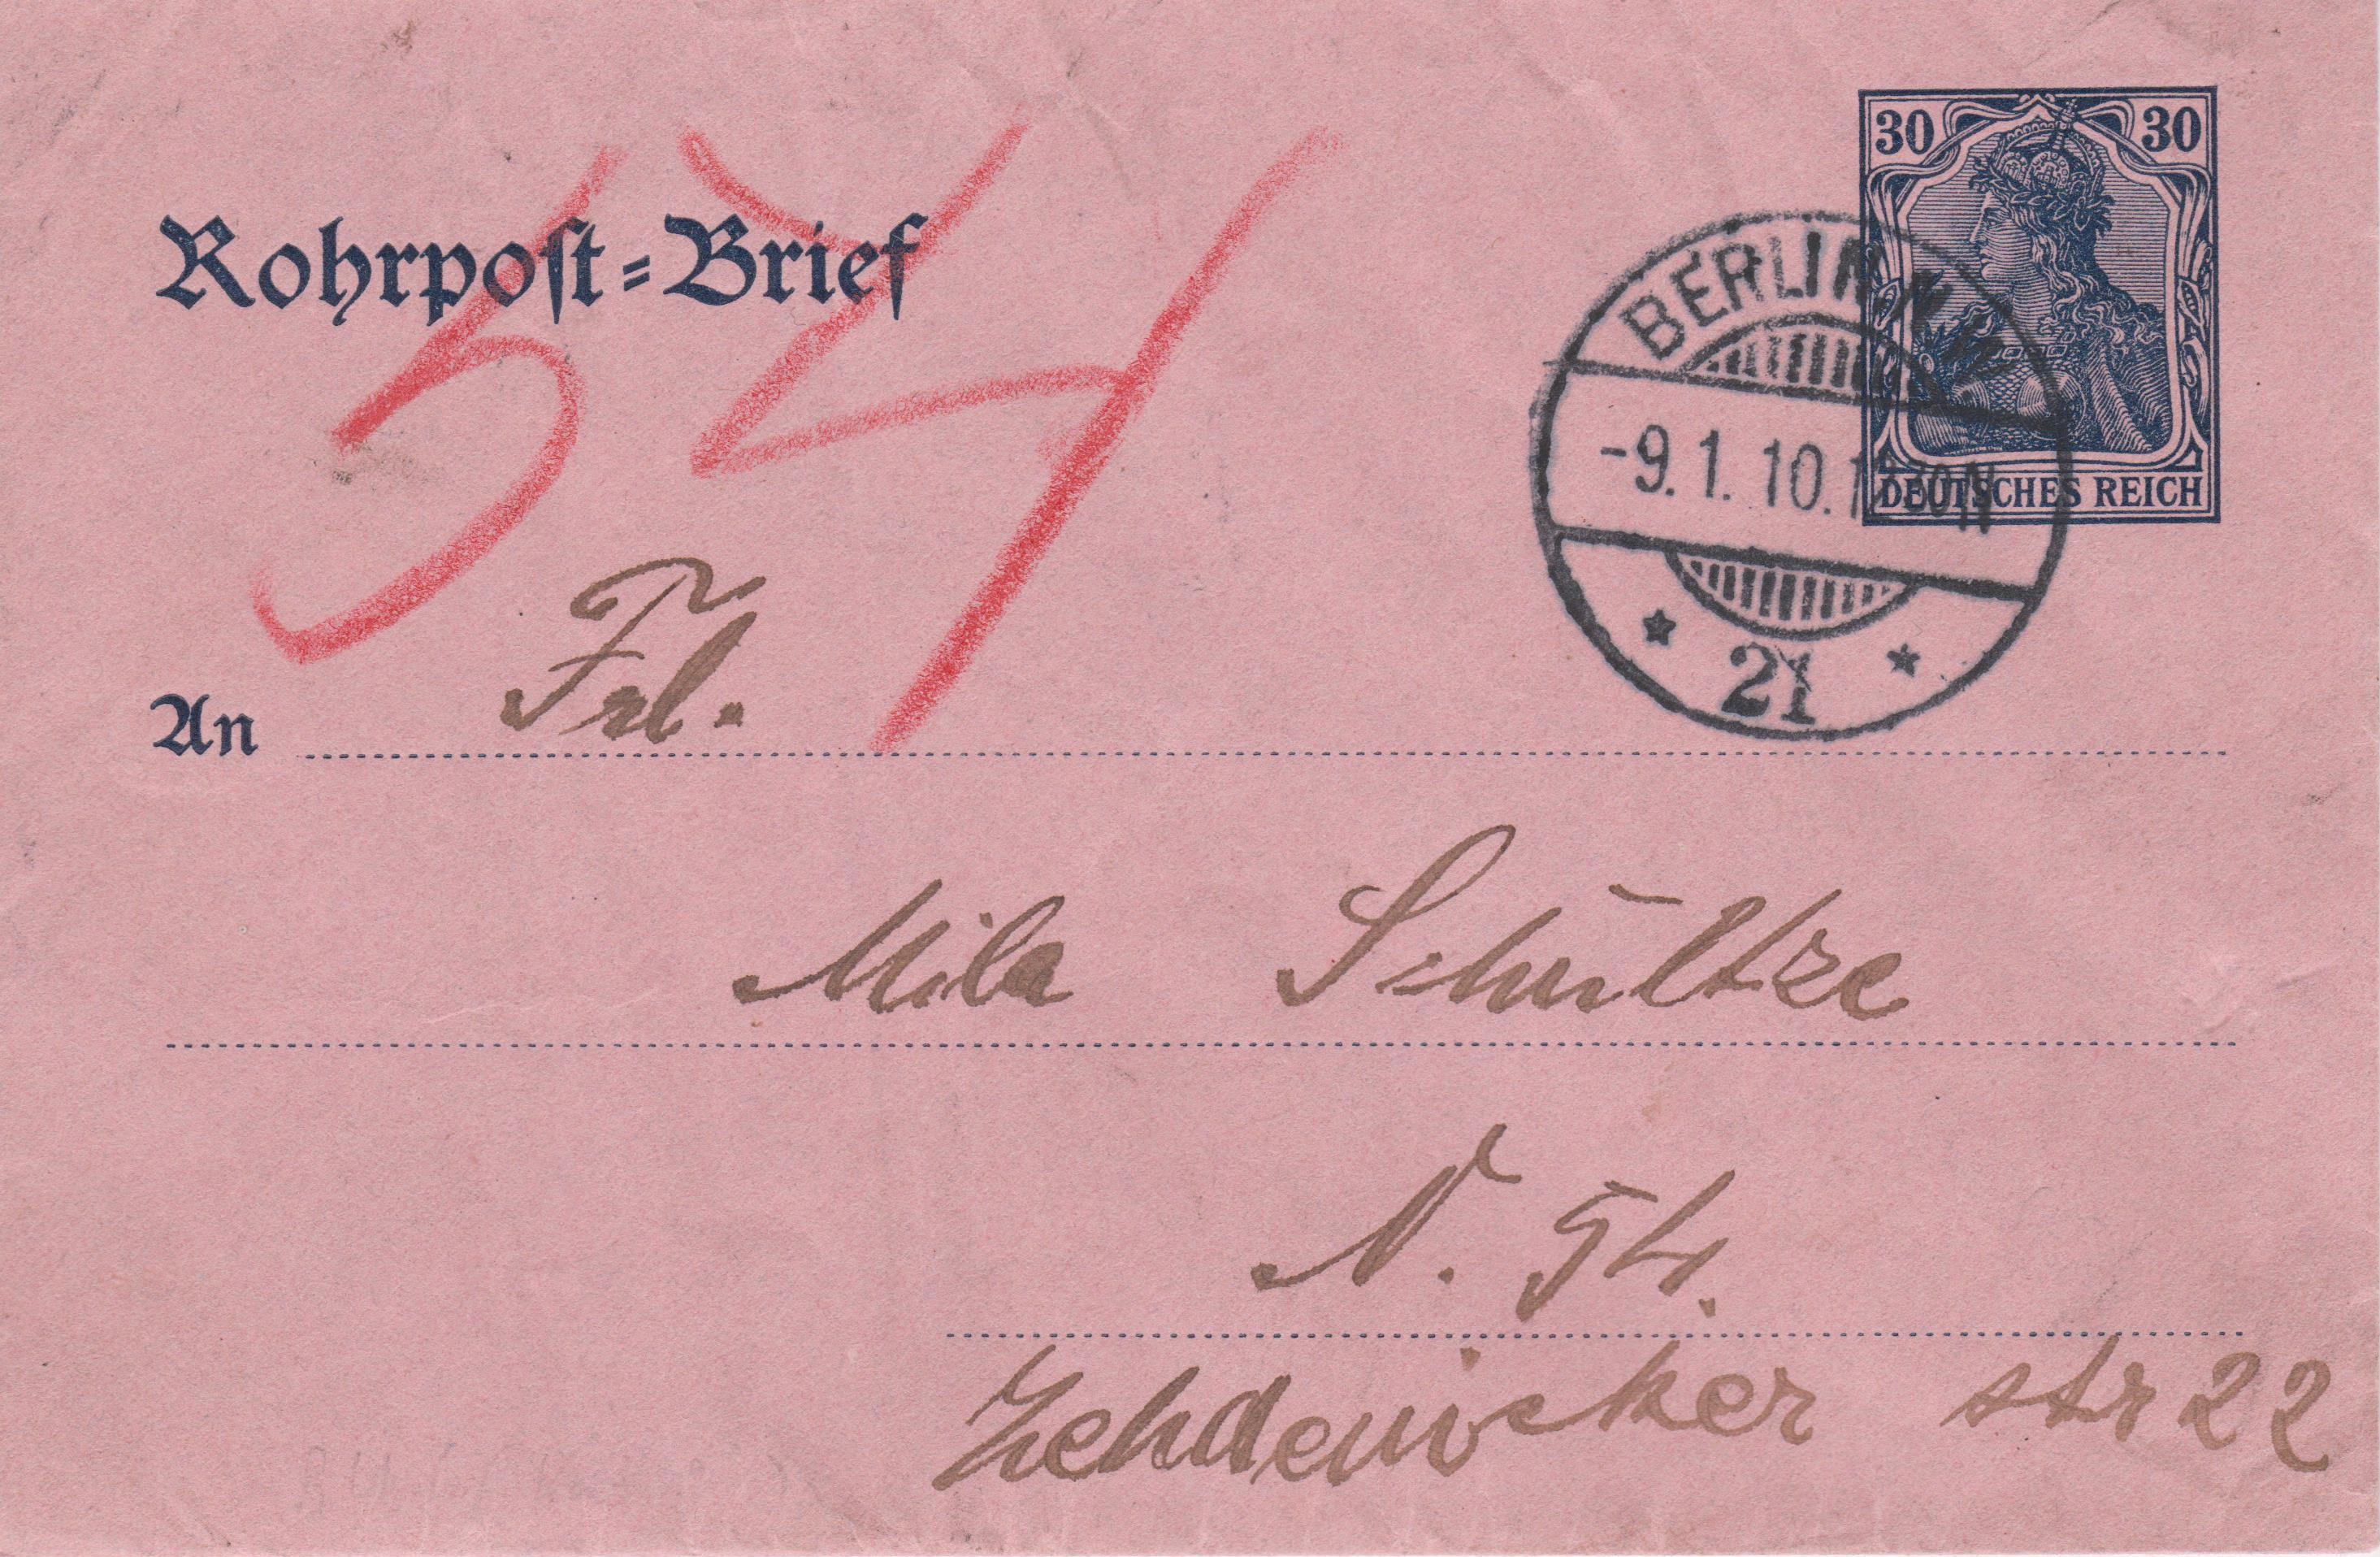 30 30
Rohrpost=Brief
54
BERLIN. N.W.
-9.1.10.
DEUTSCHES REICH
* 21 *
An Frl.
Mila Schultze
N. 54.
Zehdenicker str 22